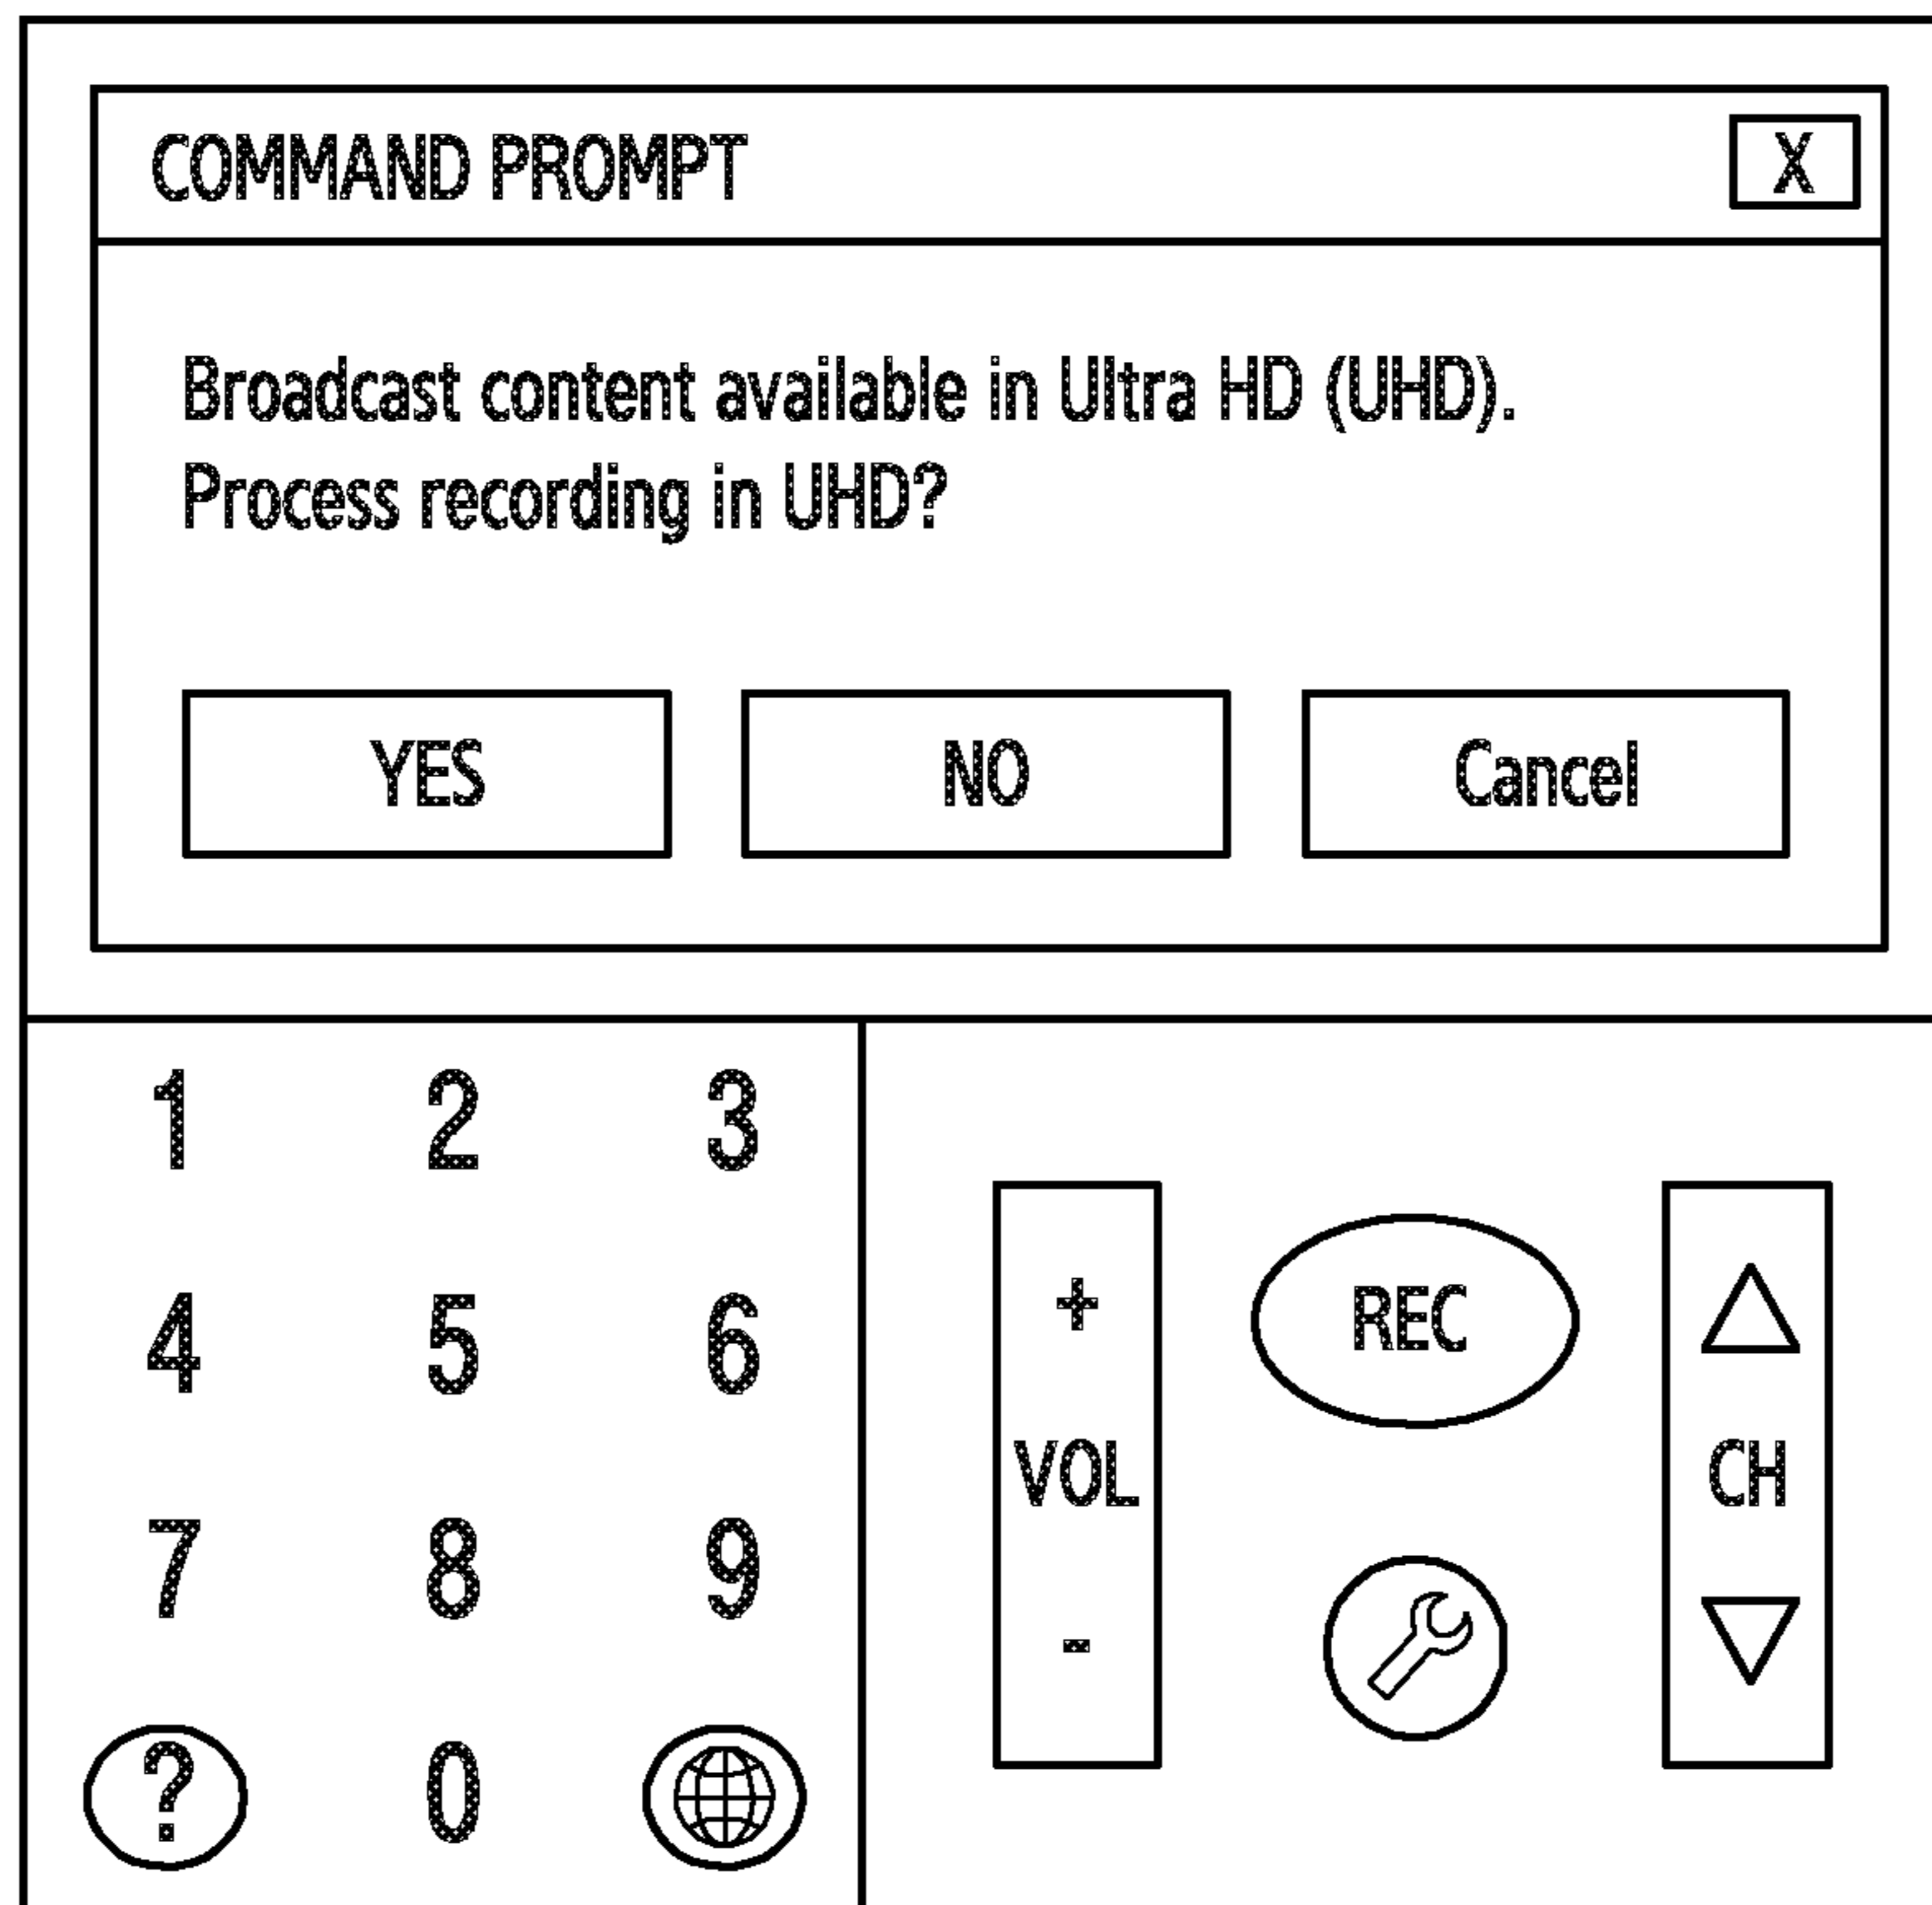 COMMAND PROMPT X
Broadcast content available in Ultra HD (UHD).
Process recording in UHD?
YES NO Cancel
1 2 3
4 5 6
7 8 9
? 0
+
VOL
-
REC
CH